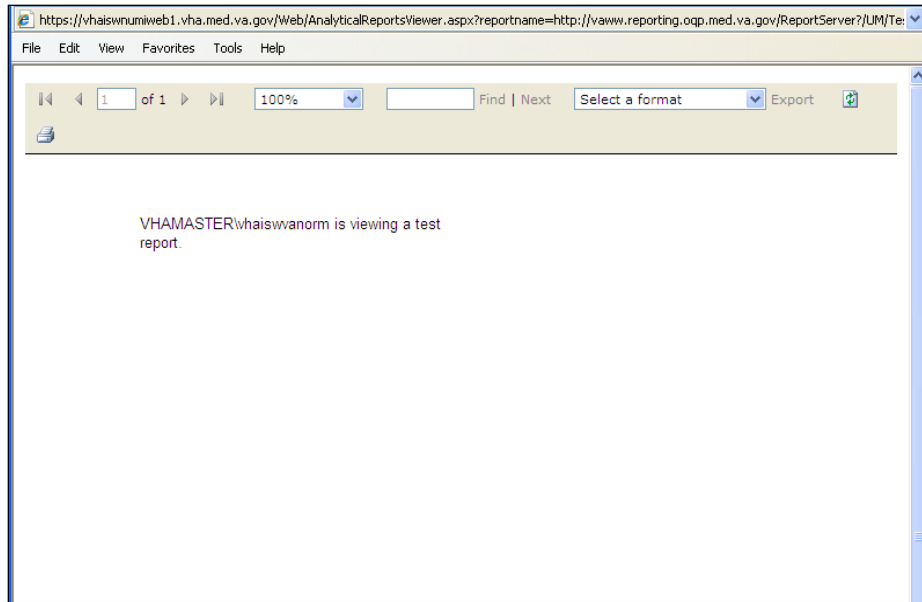 https://vhaiswnumiweb1.vha.med.va.gov/Web/AnalyticalReportsViewer.aspx?reportname=http://vaww.reporting.oqp.med.va.gov/ReportServer?/UM/Te
File Edit View Favorites Tools Help
1 of 1 100% Find | Next Select a format Export
VHAMASTER\vhaiswvanorm is viewing a test
report.